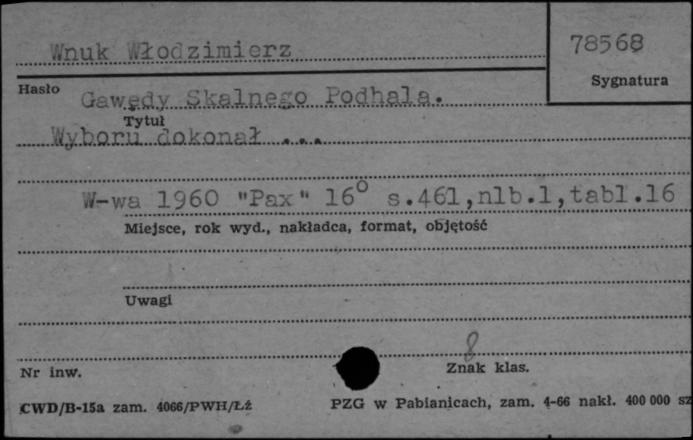 Wnuk Włodzimierz
78568
Sygnatura
Hasło
Gawędy Skalnego Podhala.
Tytuł
Wyboru dokonał ...
W-wa 1960 "Pax" 16° s.461,nlb.1,tabl.16
Miejsce, rok wyd., nakładca, format, objętość
Uwagi
8
Nr inw.
Znak klas.
CWD/B-15a zam. 4066/PWH/Łź
PZG w Pabianicach, zam. 4-66 nakł. 400 000 sz